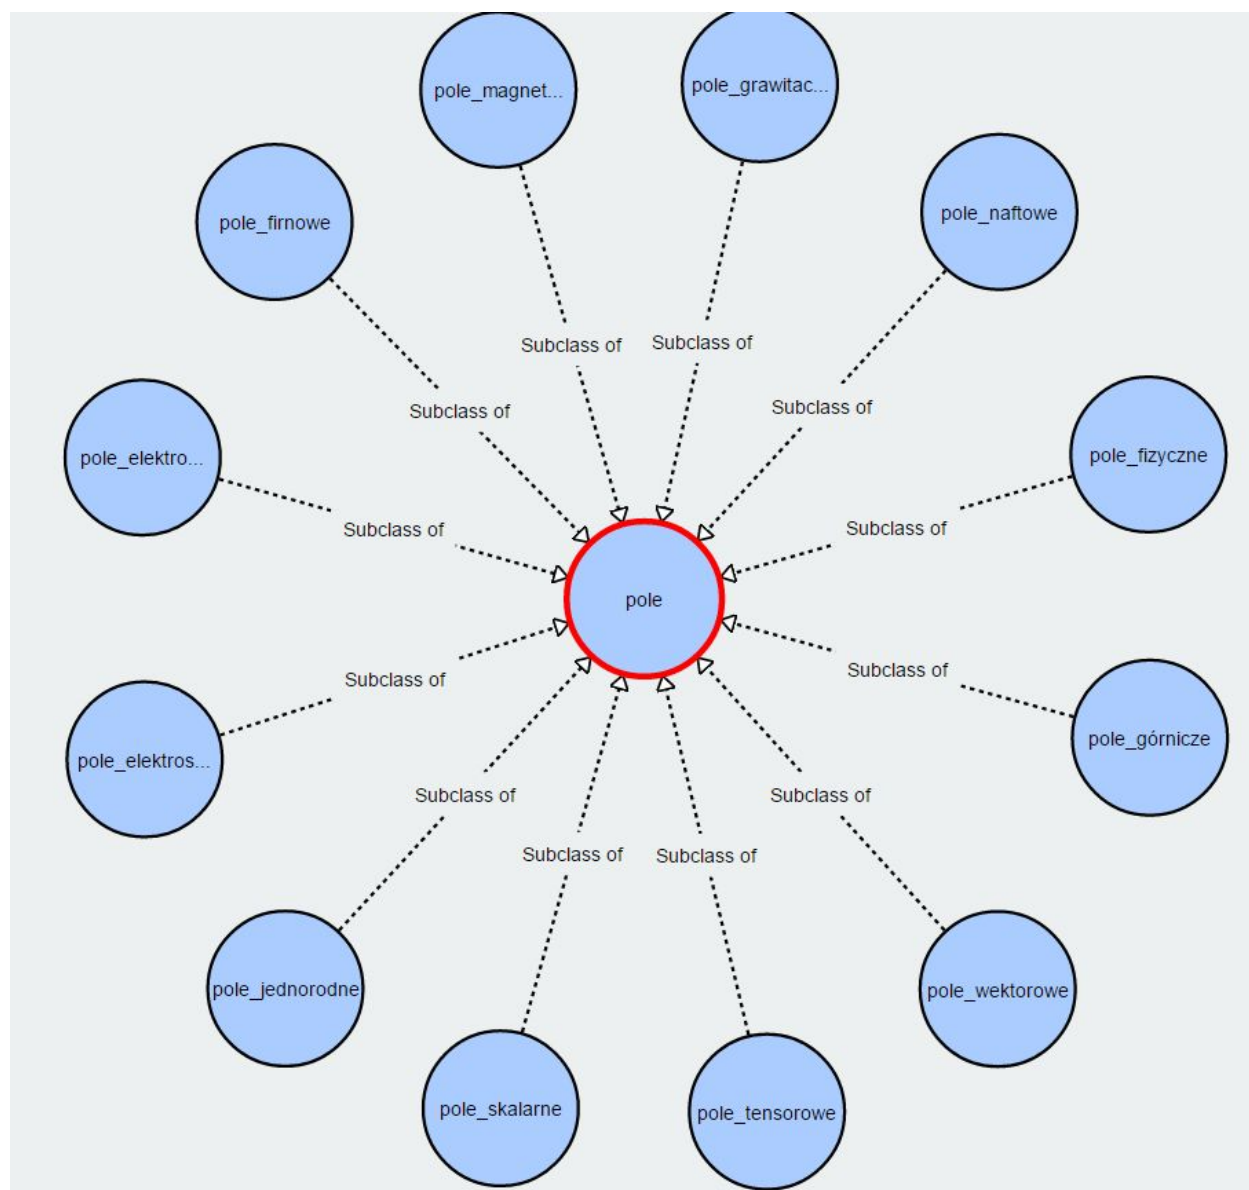 pole_magnet...
pole_grawitac...
pole_naftowe
pole_firnowe
Subclass of
Subclass of
Subclass of
Subclass of
pole_elektro...
pole_fizyczne
Subclass of
Subclass of
pole
Subclass of
Subclass of
pole_elektros...
pole_górnicze
Subclass of
Subclass of
Subclass of
Subclass of
pole_jednorodne
pole_wektorowe
pole_skalarne
pole_tensorowe